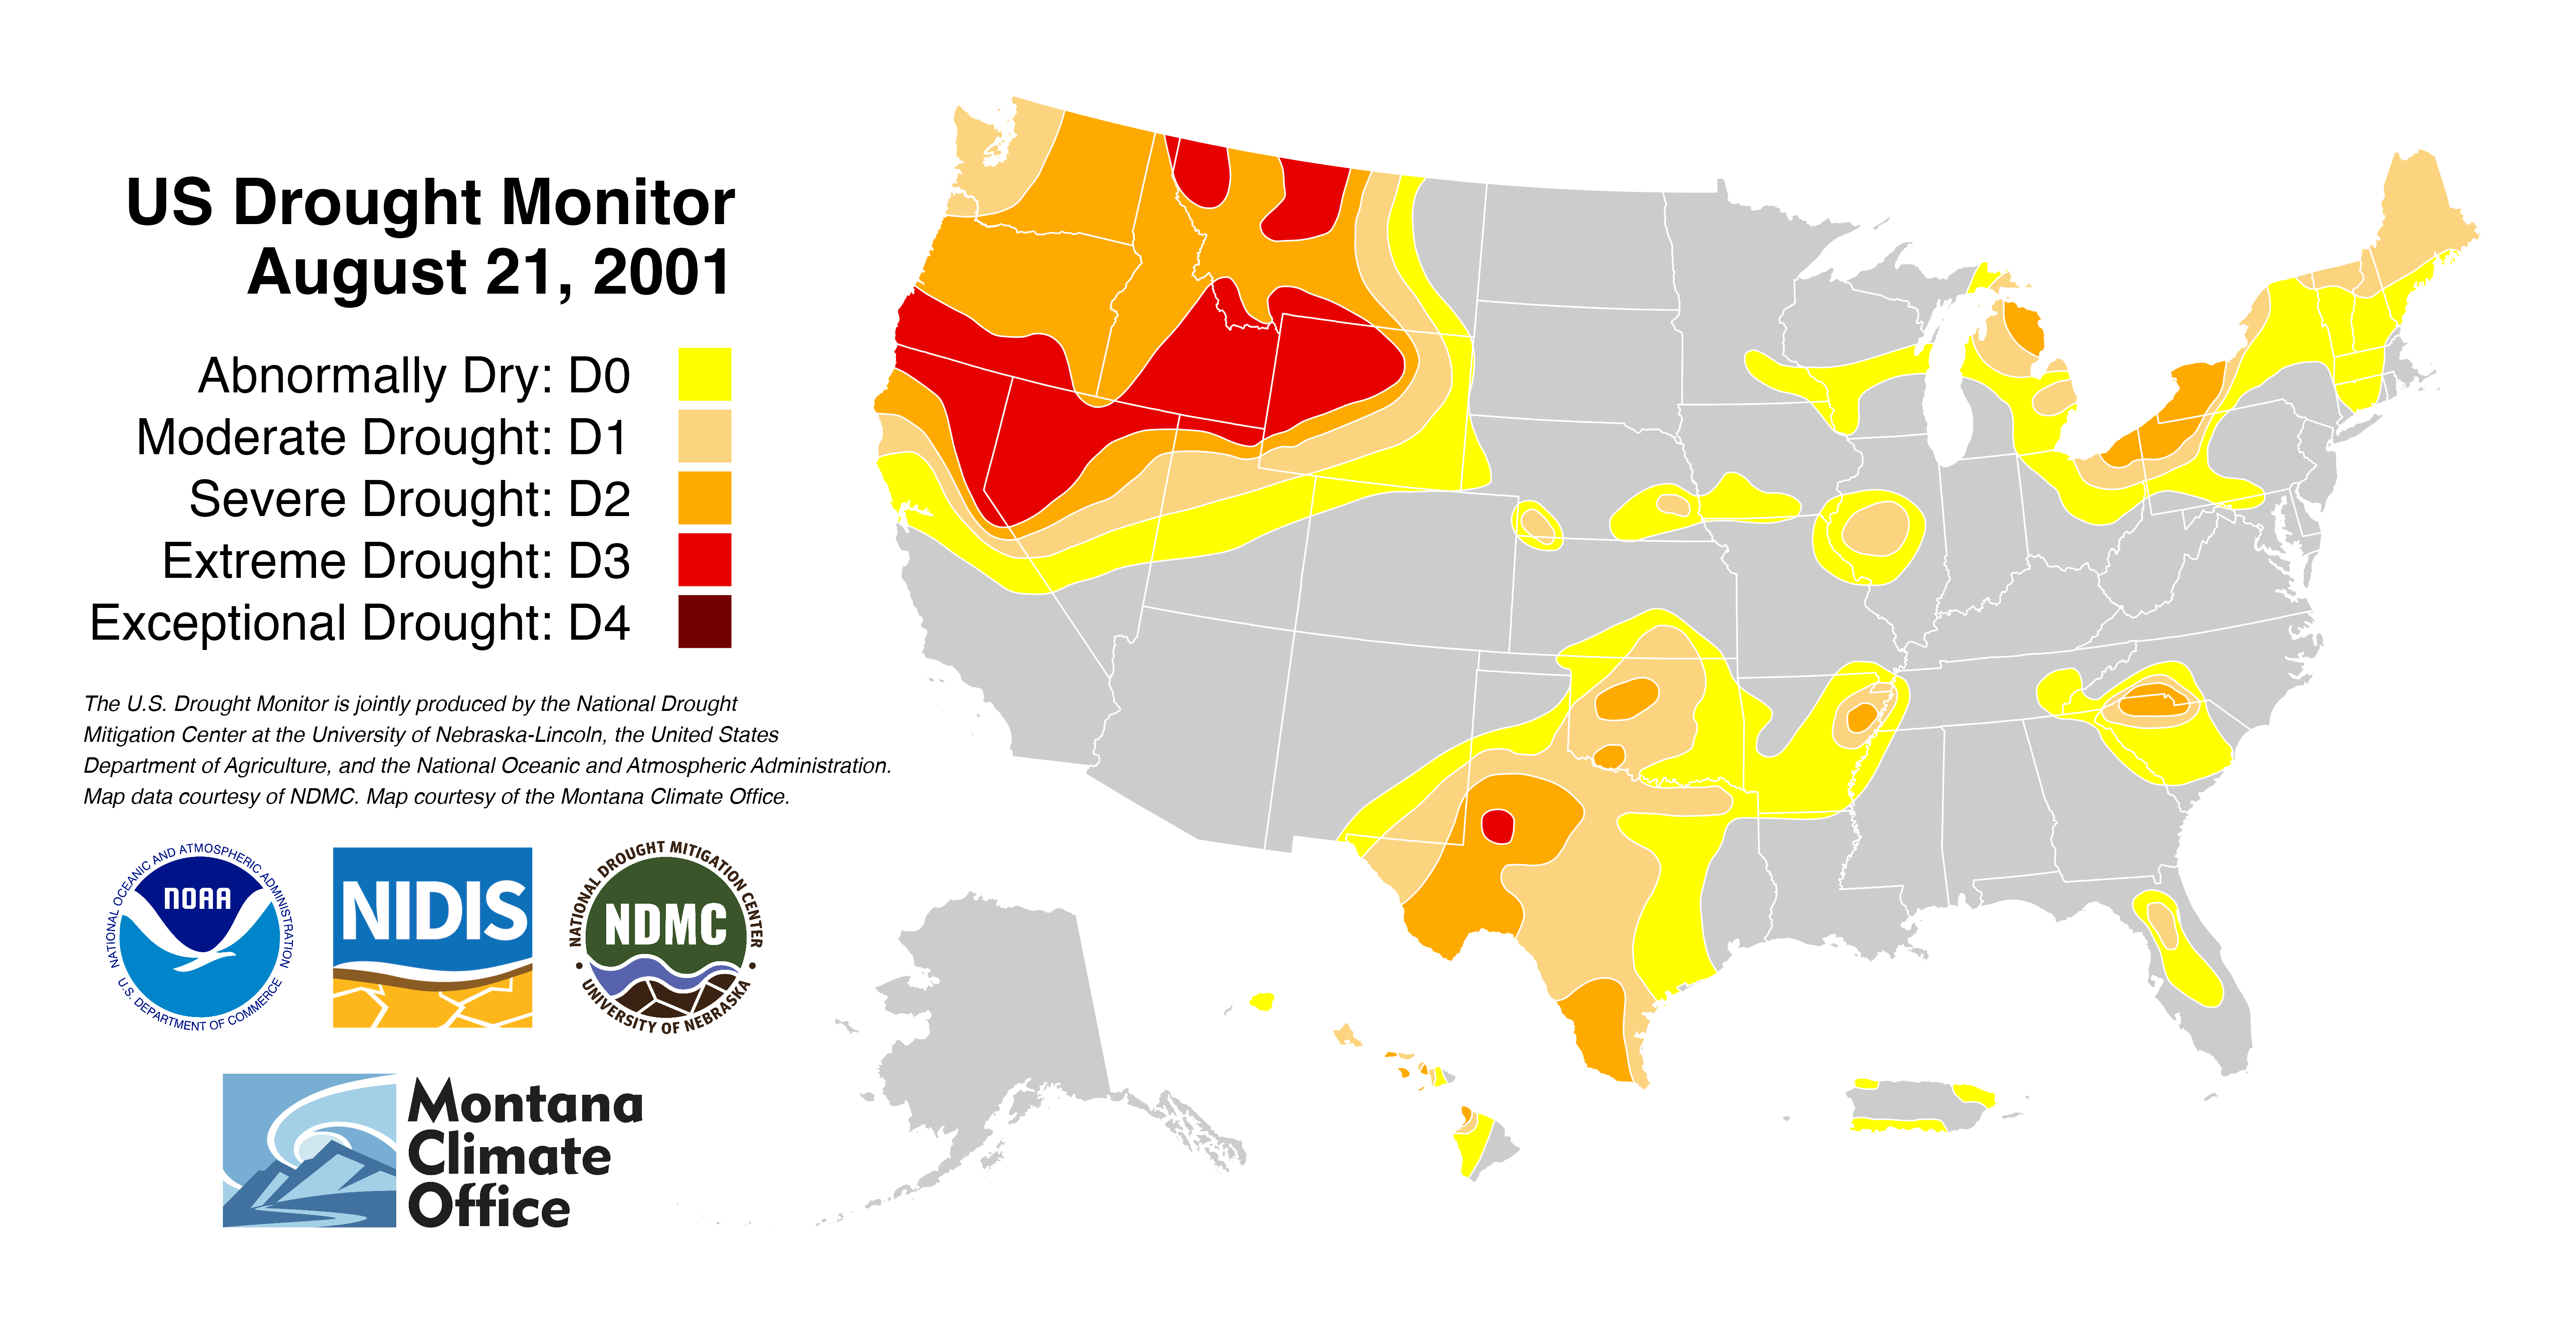 US Drought Monitor
August 21, 2001
Abnormally Dry: D0
Moderate Drought: D1
Severe Drought: D2
Extreme Drought: D3
Exceptional Drought: D4
The U.S. Drought Monitor is jointly produced by the National Drought
Mitigation Center at the University of Nebraska-Lincoln, the United States
Department of Agriculture, and the National Oceanic and Atmospheric Administration.
Map data courtesy of NDMC. Map courtesy of the Montana Climate Office.
NATIONAL OCEANIC AND ATMOSPHERIC ADMINISTRATION
NOAA
U.S. DEPARTMENT OF COMMERCE
NIDIS
NATIONAL DROUGHT MITIGATION CENTER
NDMC
UNIVERSITY OF NEBRASKA
Montana
Climate
Office